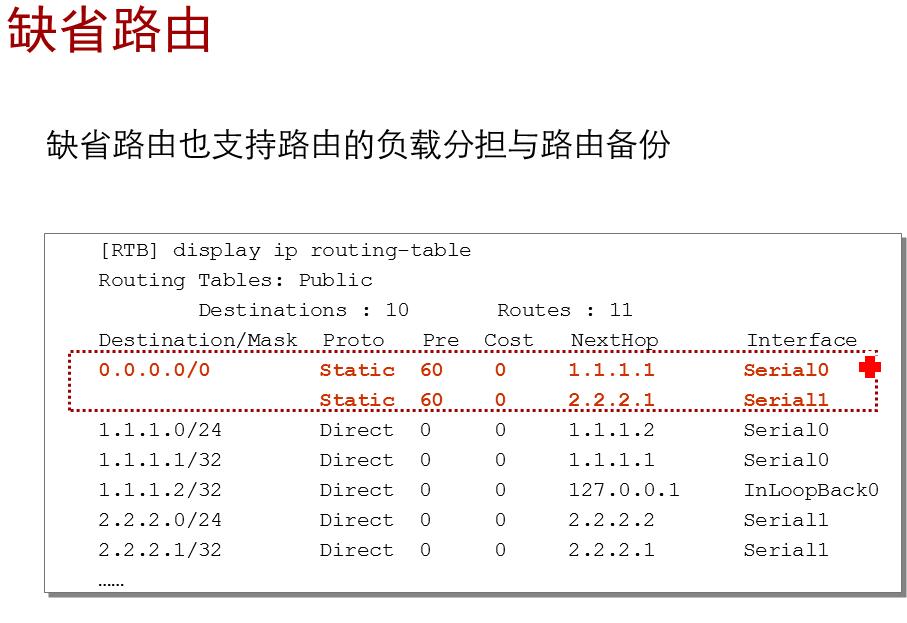 缺省路由
缺省路由也支持路由的负载分担与路由备份
[RTB] display ip routing-table
Routing Tables: Public
Destinations : 10 Routes : 11
Destination/Mask Proto Pre Cost NextHop Interface
0.0.0.0/0 Static 60 0 1.1.1.1 Serial0
Static 60 0 2.2.2.1 Serial1
1.1.1.0/24 Direct 0 0 1.1.1.2 Serial0
1.1.1.1/32 Direct 0 0 1.1.1.1 Serial0
1.1.1.2/32 Direct 0 0 127.0.0.1 InLoopBack0
2.2.2.0/24 Direct 0 0 2.2.2.2 Serial1
2.2.2.1/32 Direct 0 0 2.2.2.1 Serial1
……